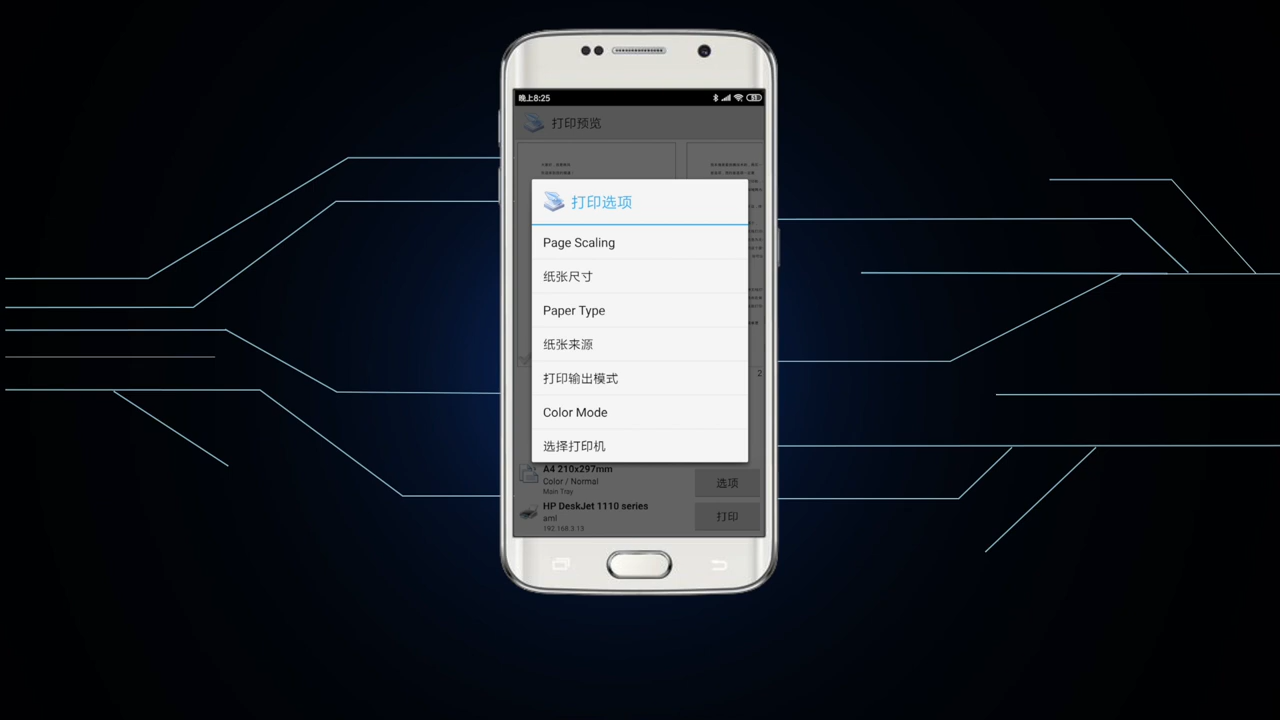 晚上8:25
打印预览
打印选项
Page Scaling
纸张尺寸
Paper Type
纸张来源
打印输出模式
Color Mode
选择打印机
2
A4 210x297mm
Color / Normal
Main Tray
选项
HP DeskJet 1110 series
aml
192.168.3.13
打印